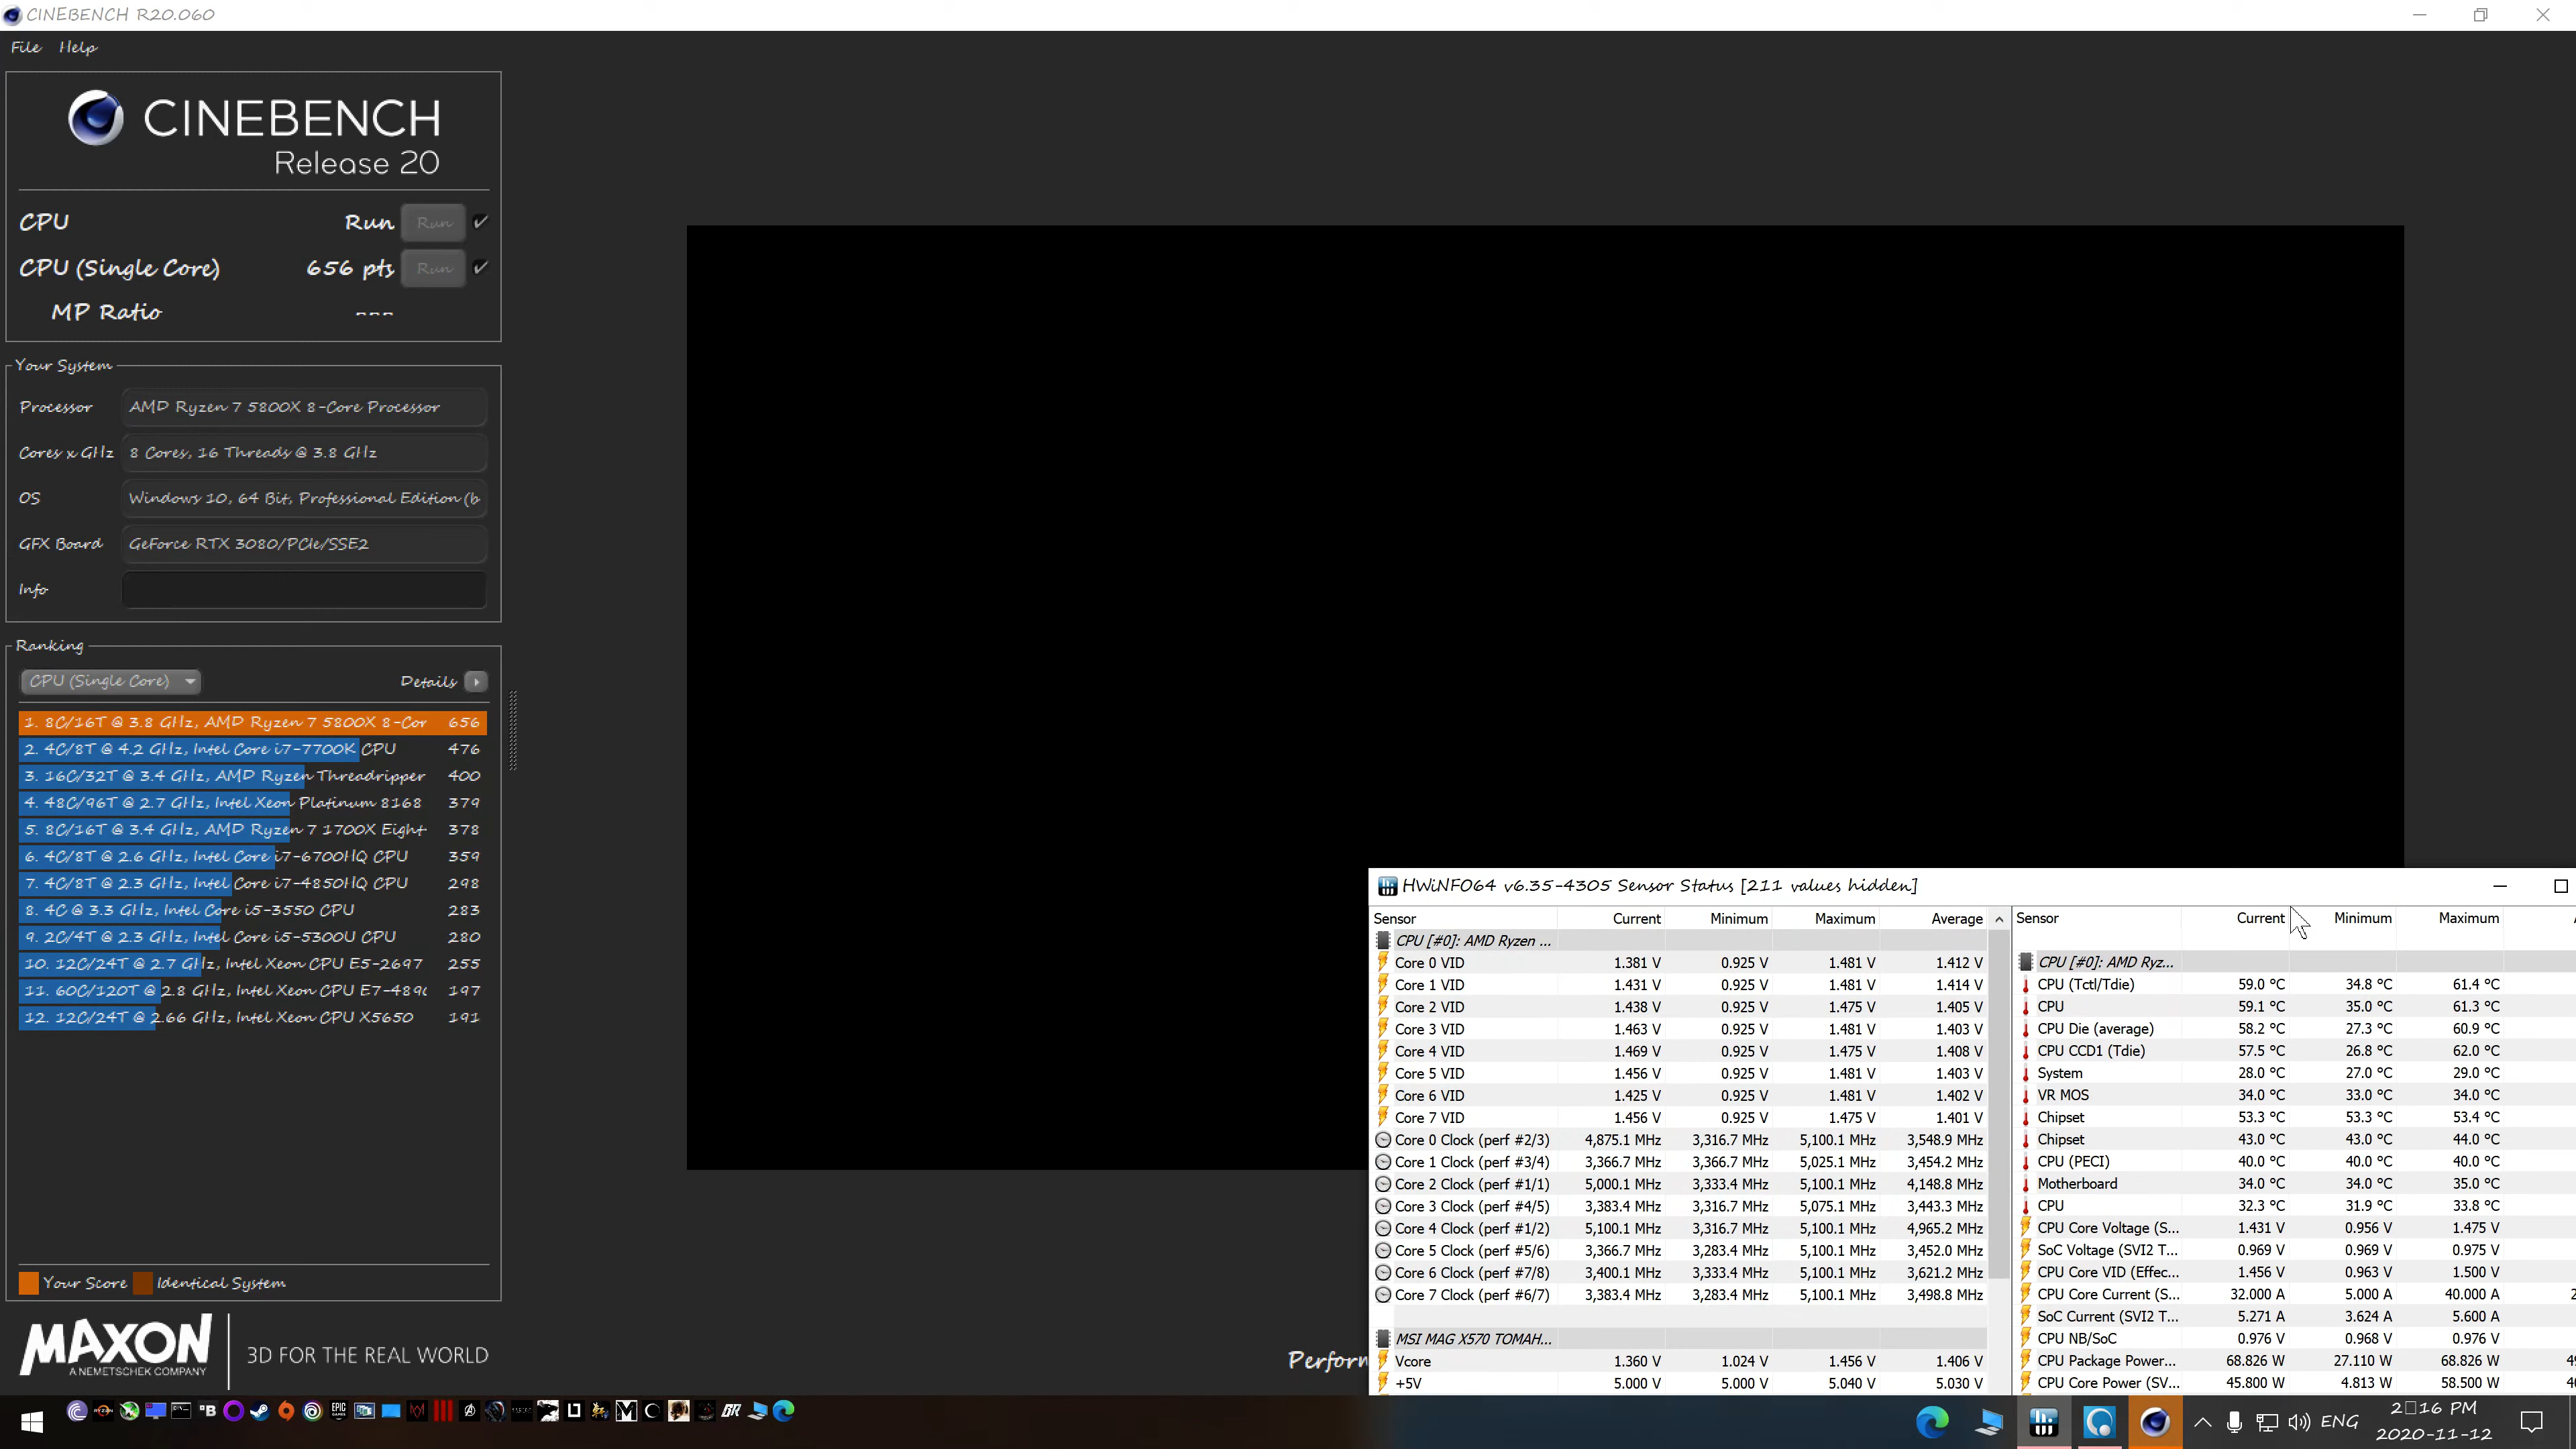 CINEBENCH R20.060
File Help
CINEBENCH
Release 20
CPU Run Run
CPU (Single Core) 656 pts Run
MP Ratio ---
Your System
Processor AMD Ryzen 7 5800X 8-Core Processor
Cores x GHz 8 Cores, 16 Threads @ 3.8 GHz
OS Windows 10, 64 Bit, Professional Edition (b
GFX Board GeForce RTX 3080/PCIe/SSE2
Info
Ranking
CPU (Single Core) Details
1. 8C/16T @ 3.8 GHz, AMD Ryzen 7 5800X 8-Cor 656
2. 4C/8T @ 4.2 GHz, Intel Core i7-7700K CPU 476
3. 16C/32T @ 3.4 GHz, AMD Ryzen Threadripper 400
4. 48C/96T @ 2.7 GHz, Intel Xeon Platinum 8168 379
5. 8C/16T @ 3.4 GHz, AMD Ryzen 7 1700X Eight 378
6. 4C/8T @ 2.6 GHz, Intel Core i7-6700HQ CPU 359
7. 4C/8T @ 2.3 GHz, Intel Core i7-4850HQ CPU 298
8. 4C @ 3.3 GHz, Intel Core i5-3550 CPU 283
9. 2C/4T @ 2.3 GHz, Intel Core i5-5300U CPU 280
10. 12C/24T @ 2.7 GHz, Intel Xeon CPU E5-2697 255
11. 60C/120T @ 2.8 GHz, Intel Xeon CPU E7-489 197
12. 12C/24T @ 2.66 GHz, Intel Xeon CPU X5650 191
Your Score Identical System
MAXON
A NEMETSCHEK COMPANY
3D FOR THE REAL WORLD
Perforn
HWiNFO64 v6.35-4305 Sensor Status [211 values hidden]
Sensor Current Minimum Maximum Average
CPU [#0]: AMD Ryzen ...
Core 0 VID 1.381 V 0.925 V 1.481 V 1.412 V
Core 1 VID 1.431 V 0.925 V 1.481 V 1.414 V
Core 2 VID 1.438 V 0.925 V 1.475 V 1.405 V
Core 3 VID 1.463 V 0.925 V 1.481 V 1.403 V
Core 4 VID 1.469 V 0.925 V 1.475 V 1.408 V
Core 5 VID 1.456 V 0.925 V 1.481 V 1.403 V
Core 6 VID 1.425 V 0.925 V 1.481 V 1.402 V
Core 7 VID 1.456 V 0.925 V 1.475 V 1.401 V
Core 0 Clock (perf #2/3) 4,875.1 MHz 3,316.7 MHz 5,100.1 MHz 3,548.9 MHz
Core 1 Clock (perf #3/4) 3,366.7 MHz 3,366.7 MHz 5,025.1 MHz 3,454.2 MHz
Core 2 Clock (perf #1/1) 5,000.1 MHz 3,333.4 MHz 5,100.1 MHz 4,148.8 MHz
Core 3 Clock (perf #4/5) 3,383.4 MHz 3,316.7 MHz 5,075.1 MHz 3,443.3 MHz
Core 4 Clock (perf #1/2) 5,100.1 MHz 3,316.7 MHz 5,100.1 MHz 4,965.2 MHz
Core 5 Clock (perf #5/6) 3,366.7 MHz 3,283.4 MHz 5,100.1 MHz 3,452.0 MHz
Core 6 Clock (perf #7/8) 3,400.1 MHz 3,333.4 MHz 5,100.1 MHz 3,621.2 MHz
Core 7 Clock (perf #6/7) 3,383.4 MHz 3,283.4 MHz 5,100.1 MHz 3,498.8 MHz
MSI MAG X570 TOMAH...
Vcore 1.360 V 1.024 V 1.456 V 1.406 V
+5V 5.000 V 5.000 V 5.040 V 5.030 V
Sensor Current Minimum Maximum
CPU [#0]: AMD Ryz...
CPU (Tctl/Tdie) 59.0 °C 34.8 °C 61.4 °C
CPU 59.1 °C 35.0 °C 61.3 °C
CPU Die (average) 58.2 °C 27.3 °C 60.9 °C
CPU CCD1 (Tdie) 57.5 °C 26.8 °C 62.0 °C
System 28.0 °C 27.0 °C 29.0 °C
VR MOS 34.0 °C 33.0 °C 34.0 °C
Chipset 53.3 °C 53.3 °C 53.4 °C
Chipset 43.0 °C 43.0 °C 44.0 °C
CPU (PECI) 40.0 °C 40.0 °C 40.0 °C
Motherboard 34.0 °C 34.0 °C 35.0 °C
CPU 32.3 °C 31.9 °C 33.8 °C
CPU Core Voltage (S... 1.431 V 0.956 V 1.475 V
SoC Voltage (SVI2 T... 0.969 V 0.969 V 0.975 V
CPU Core VID (Effec... 1.456 V 0.963 V 1.500 V
CPU Core Current (S... 32.000 A 5.000 A 40.000 A 2
SoC Current (SVI2 T... 5.271 A 3.624 A 5.600 A
CPU NB/SoC 0.976 V 0.968 V 0.976 V
CPU Package Power... 68.826 W 27.110 W 68.826 W 4
CPU Core Power (SV... 45.800 W 4.813 W 58.500 W 4
ENG
2□16 PM
2020-11-12